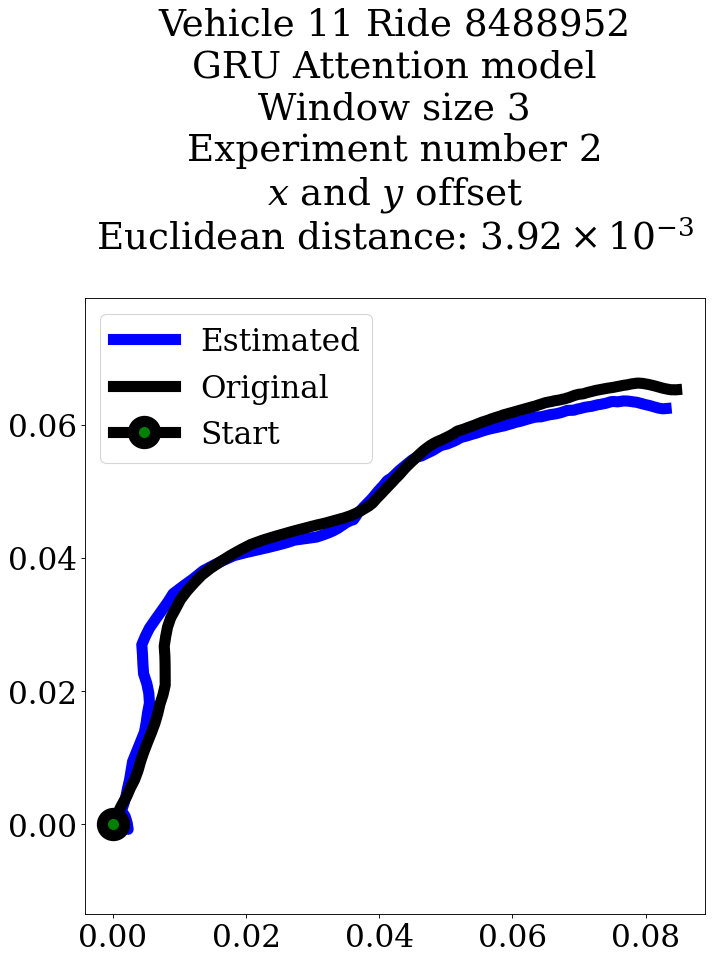 Vehicle 11 Ride 8488952
GRU Attention model
Window size 3
Experiment number 2
x and y offset
Euclidean distance: 3.92 × 10⁻³
Estimated
Original
Start
0.06
0.04
0.02
0.00
0.00 0.02 0.04 0.06 0.08